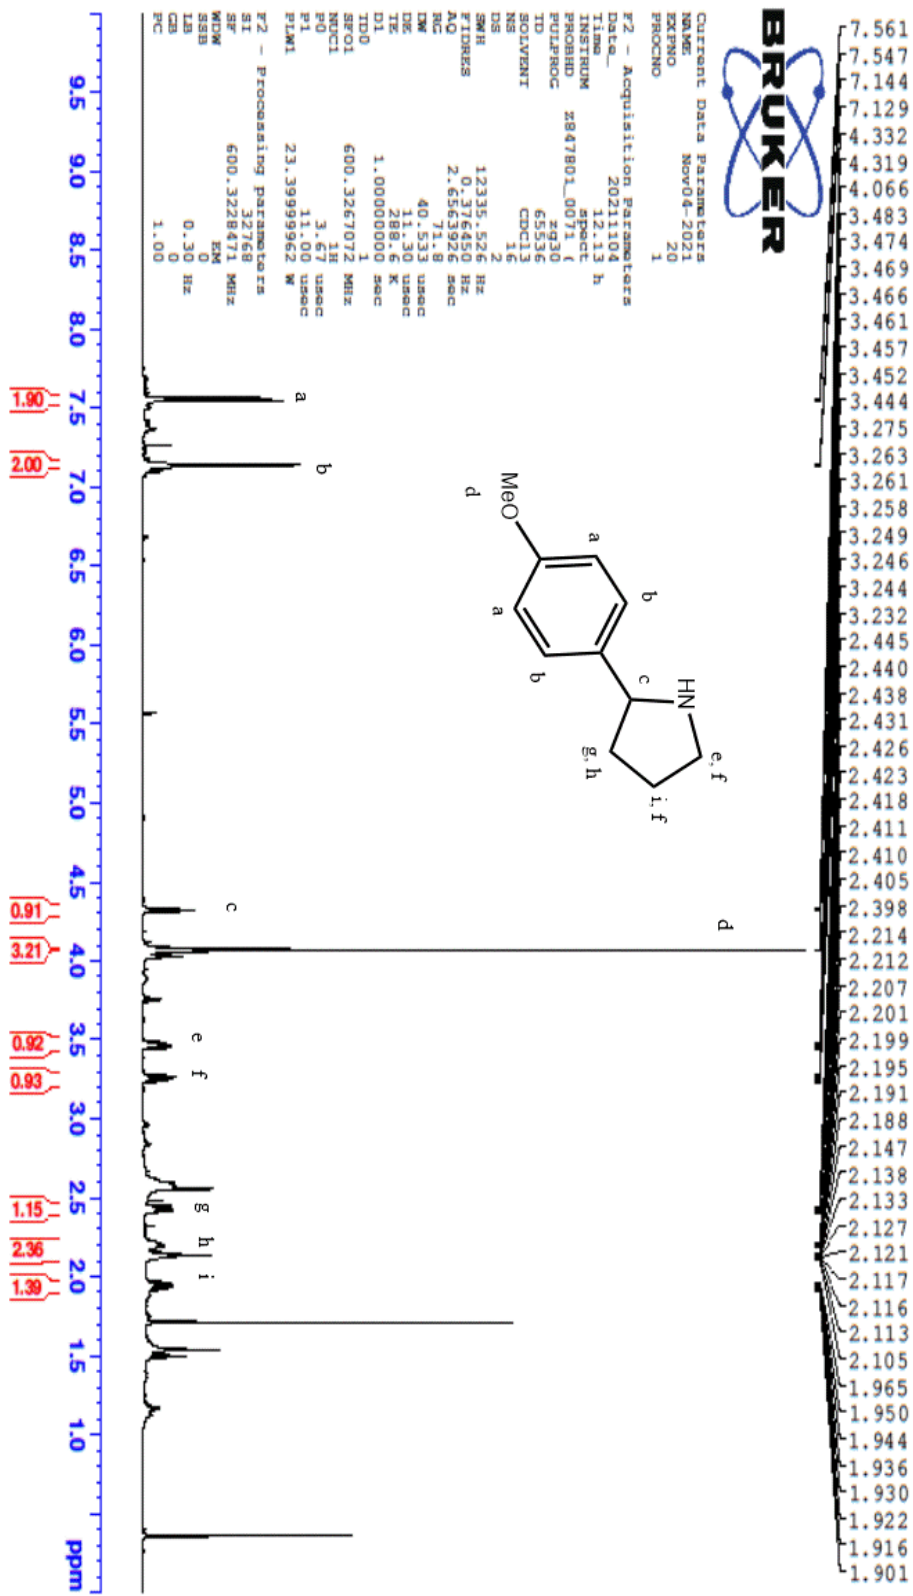 7.561
7.547
7.144
7.129
4.332
4.319
4.066
3.483
3.474
3.469
3.466
3.461
3.457
3.452
3.444
3.275
3.263
3.261
3.258
3.249
3.246
3.244
3.232
2.445
2.440
2.438
2.431
2.426
2.423
2.418
2.411
2.410
2.405
2.398
2.214
2.212
2.207
2.201
2.199
2.195
2.191
2.188
2.147
2.138
2.133
2.127
2.121
2.117
2.116
2.113
2.105
1.965
1.950
1.944
1.936
1.930
1.922
1.916
1.901
BRUKER
Current Data Parameters
NAME Nov04-2021
EXPNO 20
PROCNO 1
F2 - Acquisition Parameters
Date_ 20211104
Time 12.13 h
INSTRUM spect
PROBHD Z847801_0071 (
PULPROG zg30
TD 65536
SOLVENT CDCl3
NS 16
DS 2
SWH 12335.526 Hz
FIDRES 0.376450 Hz
AQ 2.6563926 sec
RG 71.8
DW 40.533 usec
DE 11.30 usec
TE 288.6 K
D1 1.00000000 sec
TD0 1
SFO1 600.3267072 MHz
NUC1 1H
P0 3.67 usec
P1 11.00 usec
PLW1 23.39999962 W
F2 - Processing parameters
SI 32768
SF 600.3228471 MHz
WDW EM
SSB 0
LB 0.30 Hz
GB 0
PC 1.00
HN
e, f
i, f
g, h
c
b
b
a
a
MeO
d
a
b
c
d
e
f
g
h
i
9.5 9.0 8.5 8.0 7.5 7.0 6.5 6.0 5.5 5.0 4.5 4.0 3.5 3.0 2.5 2.0 1.5 1.0 ppm
1.90 2.00 0.91 3.21 0.92 0.93 1.15 2.36 1.39